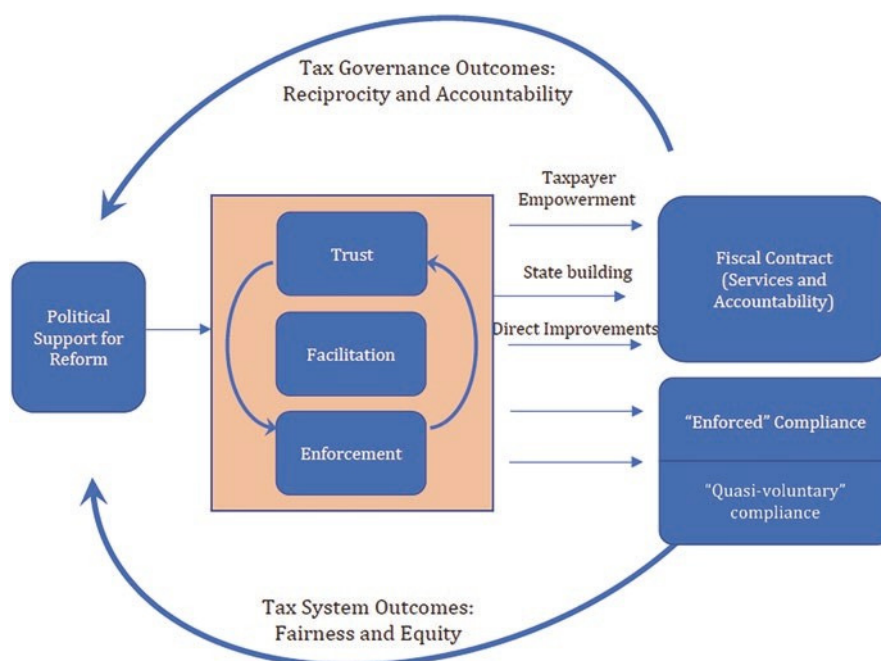 Tax Governance Outcomes:
Reciprocity and Accountability
Taxpayer
Empowerment
Trust
Fiscal Contract
(Services and
Accountability)
State building
Political
Support for
Reform
Direct Improvements
Facilitation
"Enforced" Compliance
Enforcement
"Quasi-voluntary"
compliance
Tax System Outcomes:
Fairness and Equity